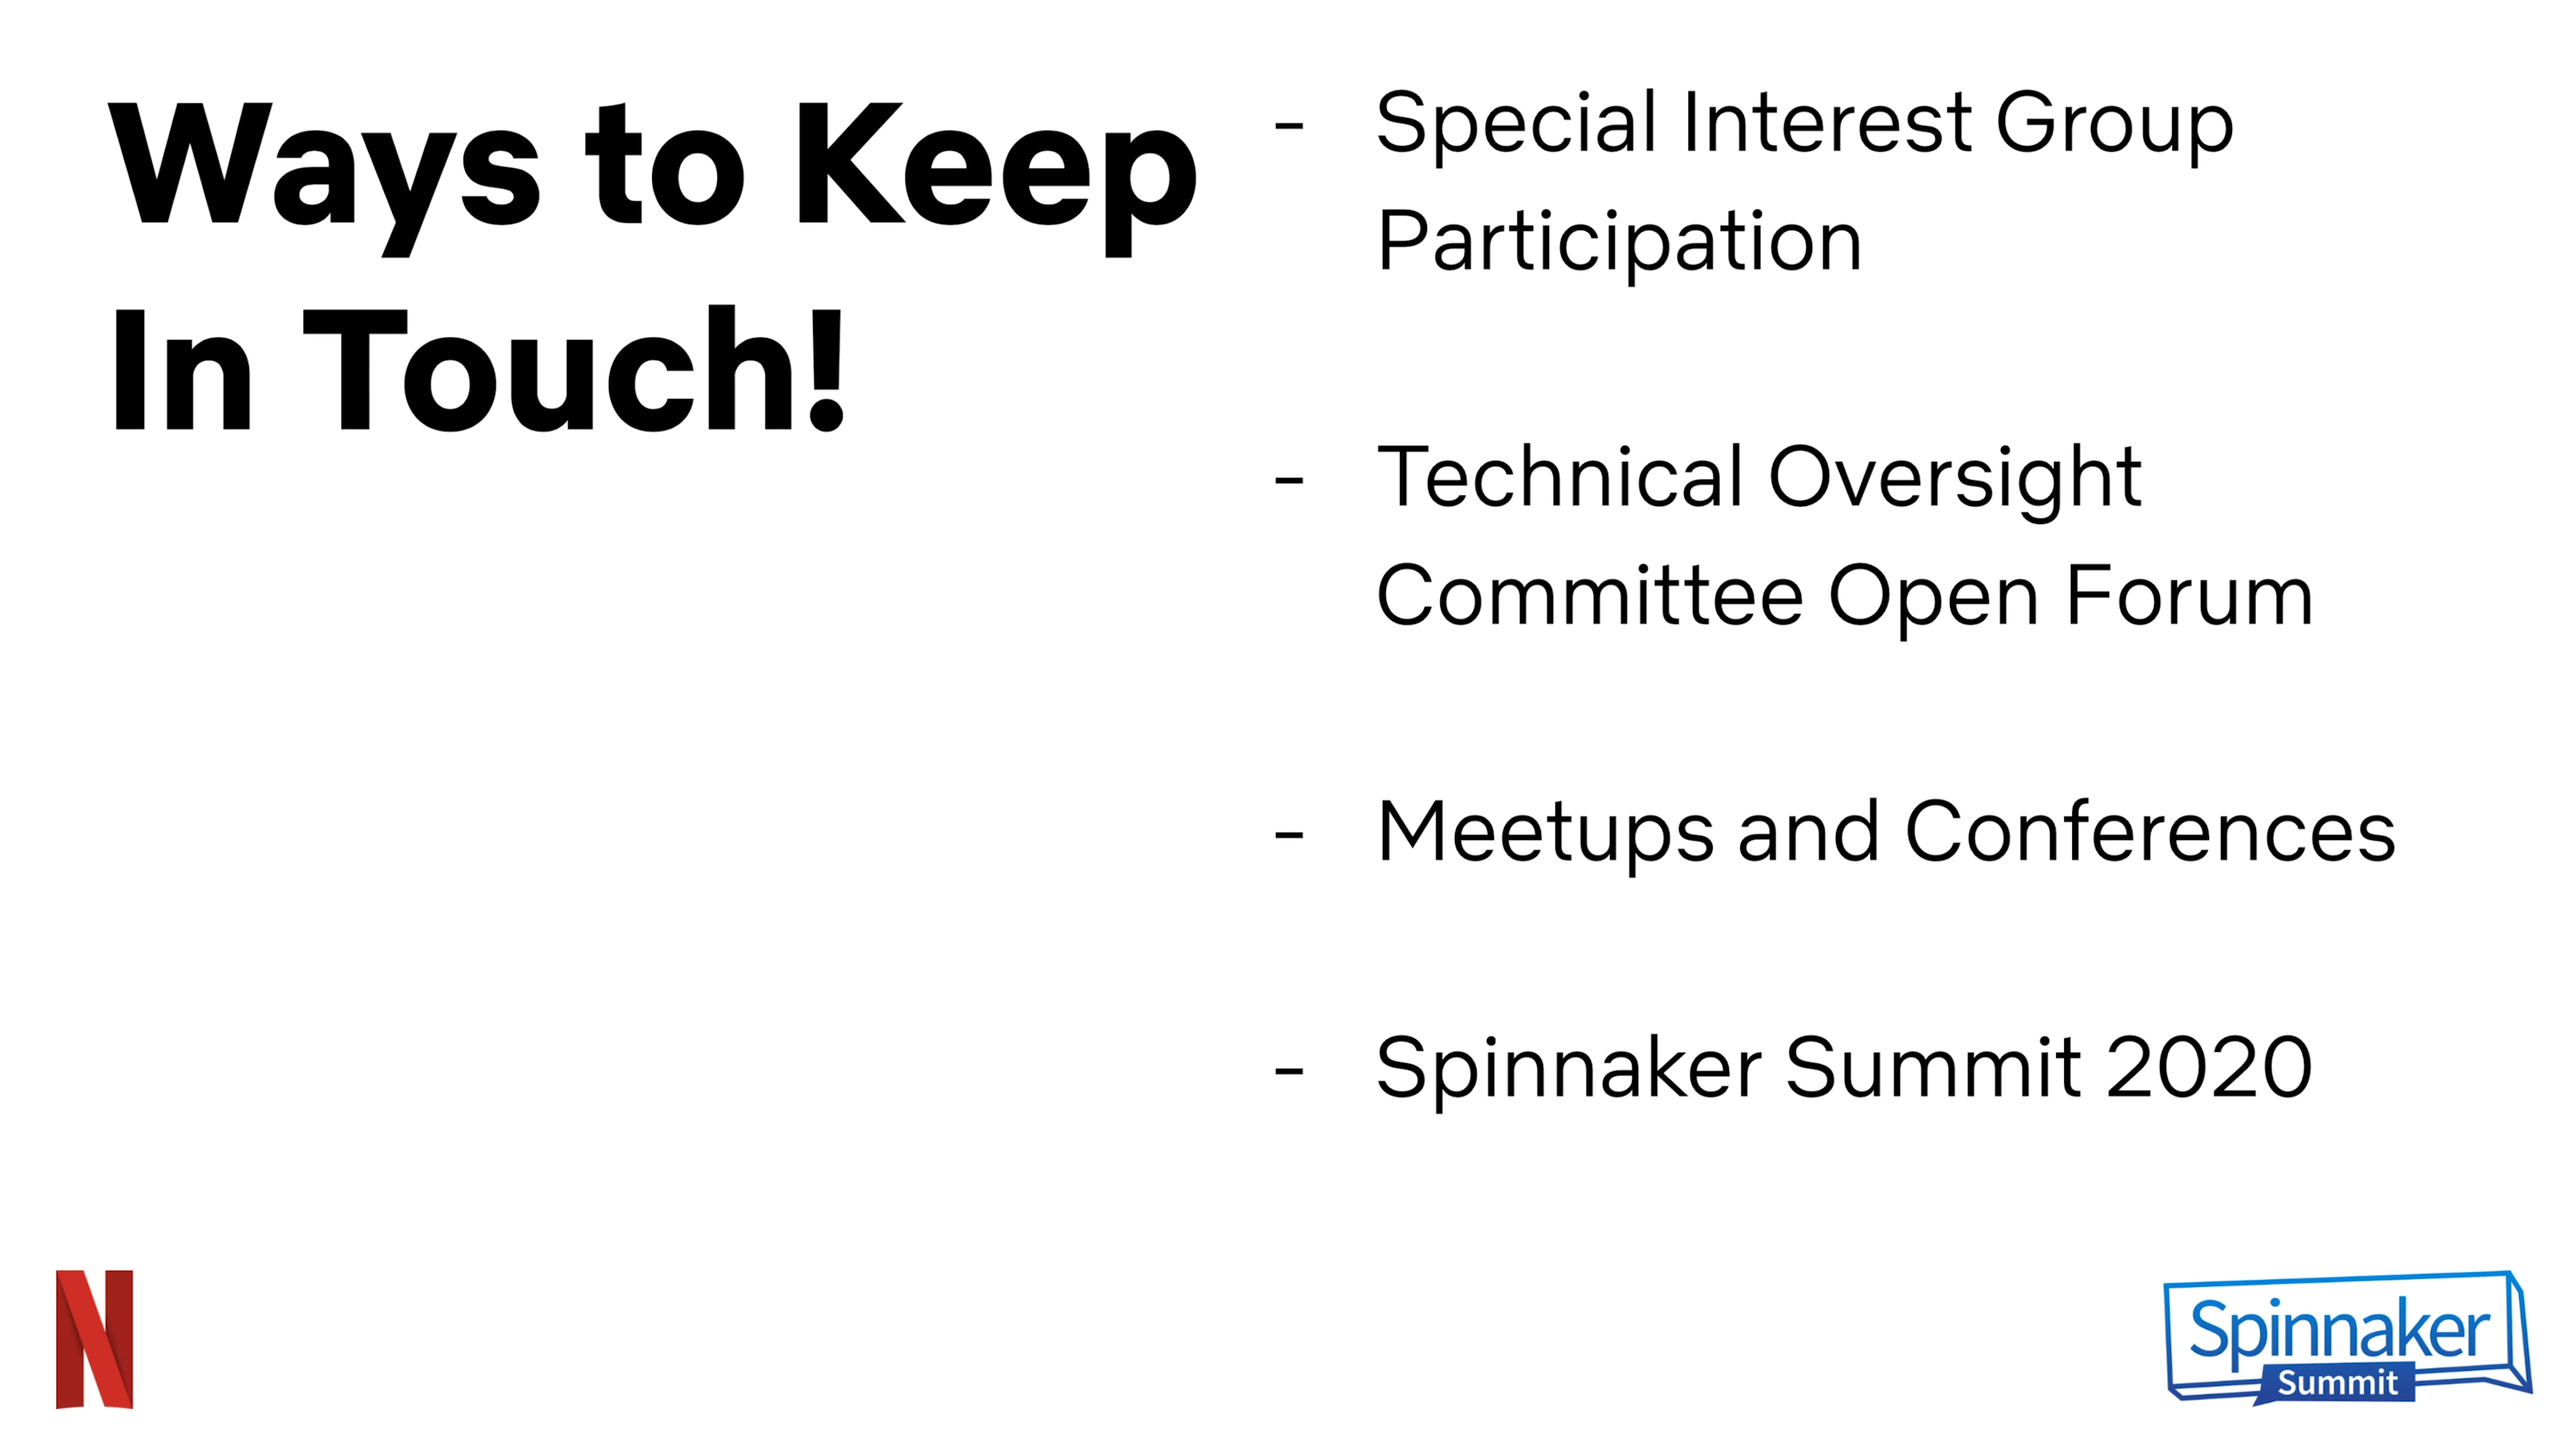 Ways to Keep
In Touch!
- Special Interest Group
Participation
- Technical Oversight
Committee Open Forum
- Meetups and Conferences
- Spinnaker Summit 2020
N
Spinnaker
Summit